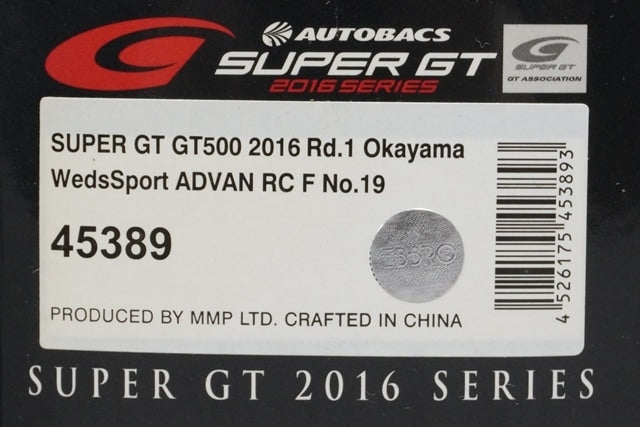 AUTOBACS
SUPER GT
2016 SERIES
SUPER GT
GT ASSOCIATION
SUPER GT GT500 2016 Rd.1 Okayama
WedsSport ADVAN RC F No.19
45389
EBBRO
PRODUCED BY MMP LTD. CRAFTED IN CHINA
4 526175 453893
SUPER GT 2016 SERIES